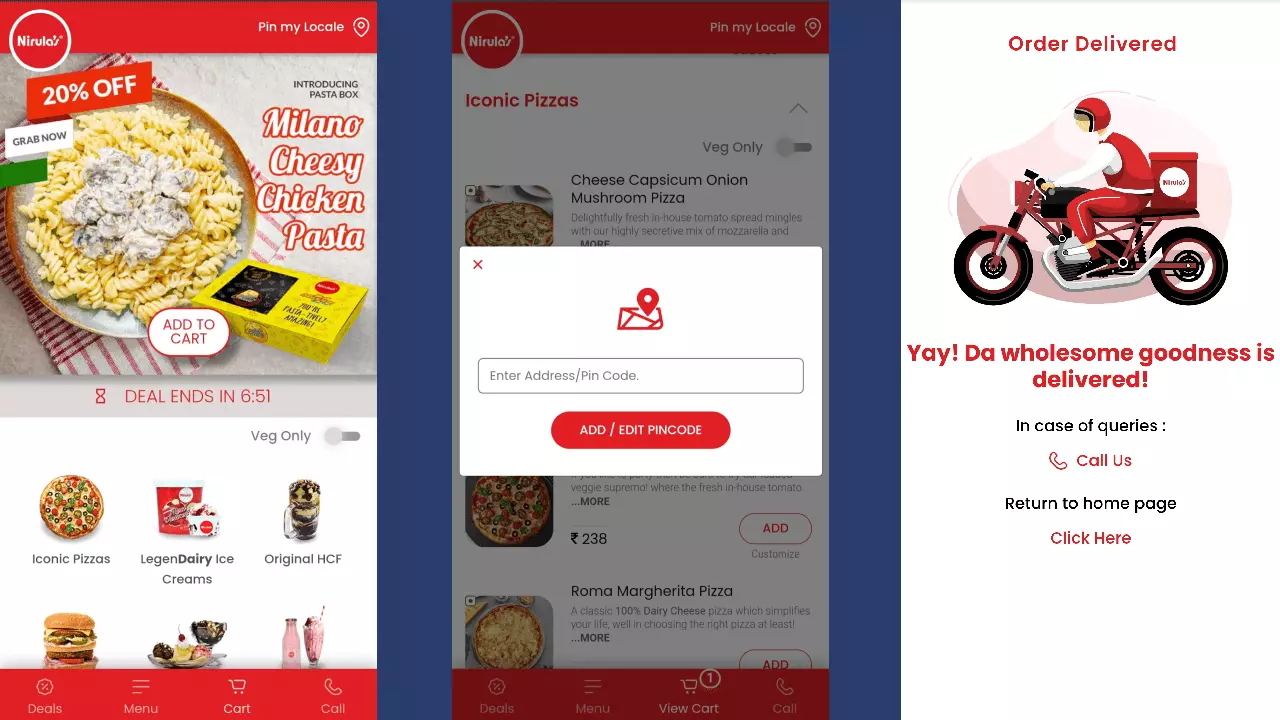 Nirula's
Pin my Locale
20% OFF
GRAB NOW
INTRODUCING
PASTA BOX
Milano
Cheesy
Chicken
Pasta
YOU'RE
PASTA-TIVELY
AMAZING!
ADD TO
CART
DEAL ENDS IN 6:51
Veg Only
Iconic Pizzas
LegenDairy Ice
Creams
Original HCF
Deals
Menu
Cart
Call
Nirula's
Pin my Locale
Iconic Pizzas
Veg Only
Cheese Capsicum Onion
Mushroom Pizza
Delightfully fresh in-house tomato spread mingles
with our highly secretive mix of mozzarella and
...MORE
Enter Address/Pin Code.
ADD / EDIT PINCODE
veggie supremo! where the fresh in-house tomato.
...MORE
₹ 238
ADD
Customize
Roma Margherita Pizza
A classic 100% Dairy Cheese pizza which simplifies
your life, well in choosing the right pizza at least!
...MORE
ADD
Deals
Menu
1
View Cart
Call
Order Delivered
Nirula's
Yay! Da wholesome goodness is
delivered!
In case of queries :
Call Us
Return to home page
Click Here